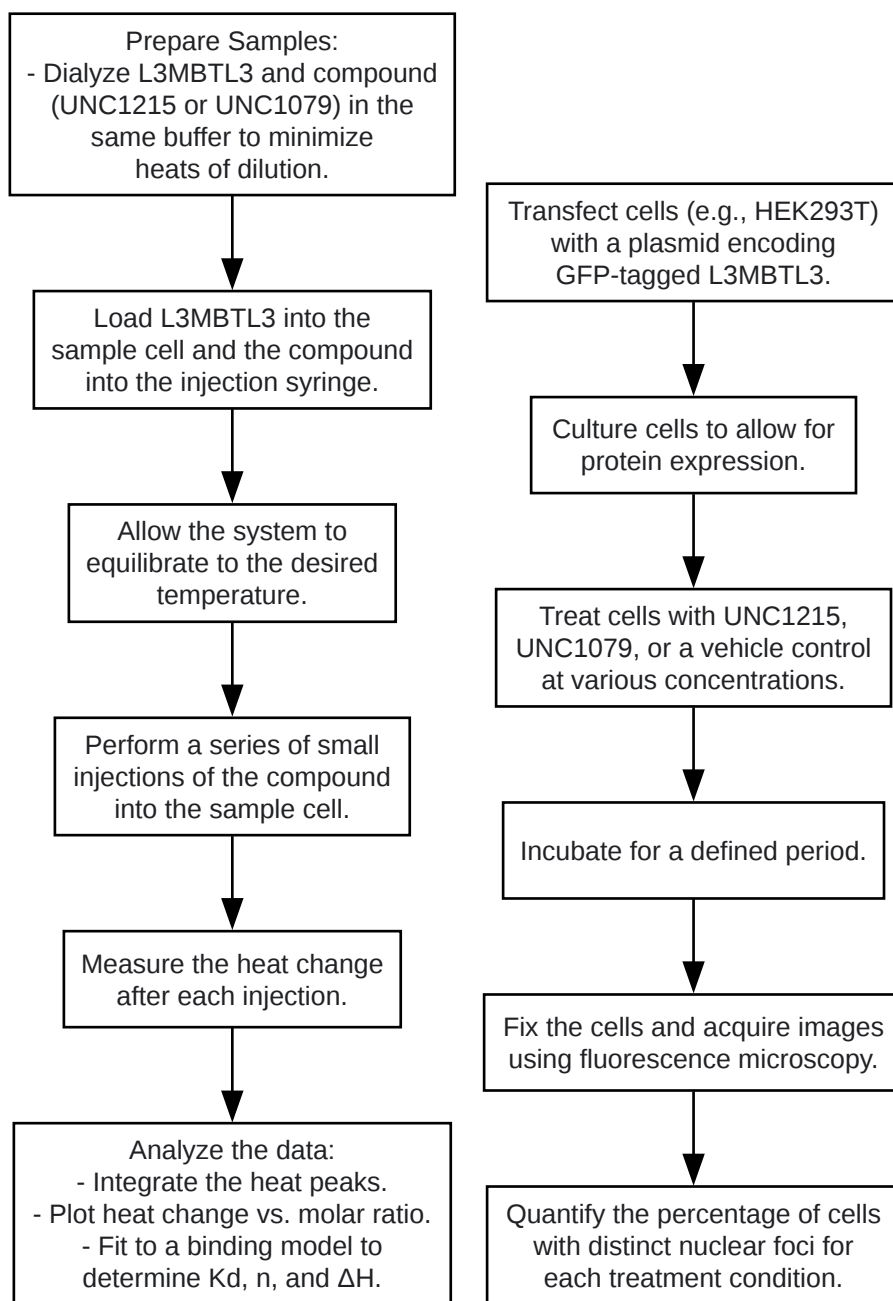 Prepare Samples:
- Dialyze L3MBTL3 and compound
(UNC1215 or UNC1079) in the
same buffer to minimize
heats of dilution.
Load L3MBTL3 into the
sample cell and the compound
into the injection syringe.
Allow the system to
equilibrate to the desired
temperature.
Perform a series of small
injections of the compound
into the sample cell.
Measure the heat change
after each injection.
Analyze the data:
- Integrate the heat peaks.
- Plot heat change vs. molar ratio.
- Fit to a binding model to
determine Kd, n, and ΔH.
Transfect cells (e.g., HEK293T)
with a plasmid encoding
GFP-tagged L3MBTL3.
Culture cells to allow for
protein expression.
Treat cells with UNC1215,
UNC1079, or a vehicle control
at various concentrations.
Incubate for a defined period.
Fix the cells and acquire images
using fluorescence microscopy.
Quantify the percentage of cells
with distinct nuclear foci for
each treatment condition.